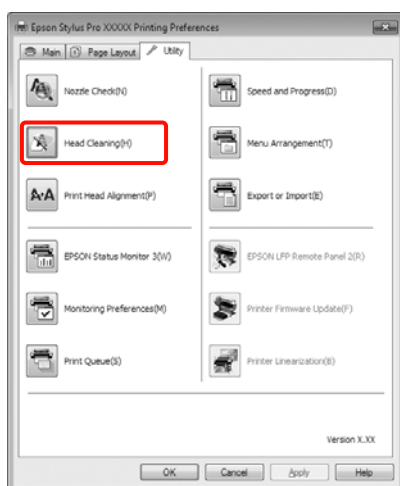 Epson Stylus Pro XXXXX Printing Preferences
Main Page Layout Utility
Nozzle Check(N)
Speed and Progress(D)
Head Cleaning(H)
Menu Arrangement(T)
Print Head Alignment(P)
Export or Import(E)
EPSON Status Monitor 3(W)
EPSON LFP Remote Panel 2(R)
Monitoring Preferences(M)
Printer Firmware Update(F)
Print Queue(S)
Printer Linearization(B)
Version X.XX
OK Cancel Apply Help